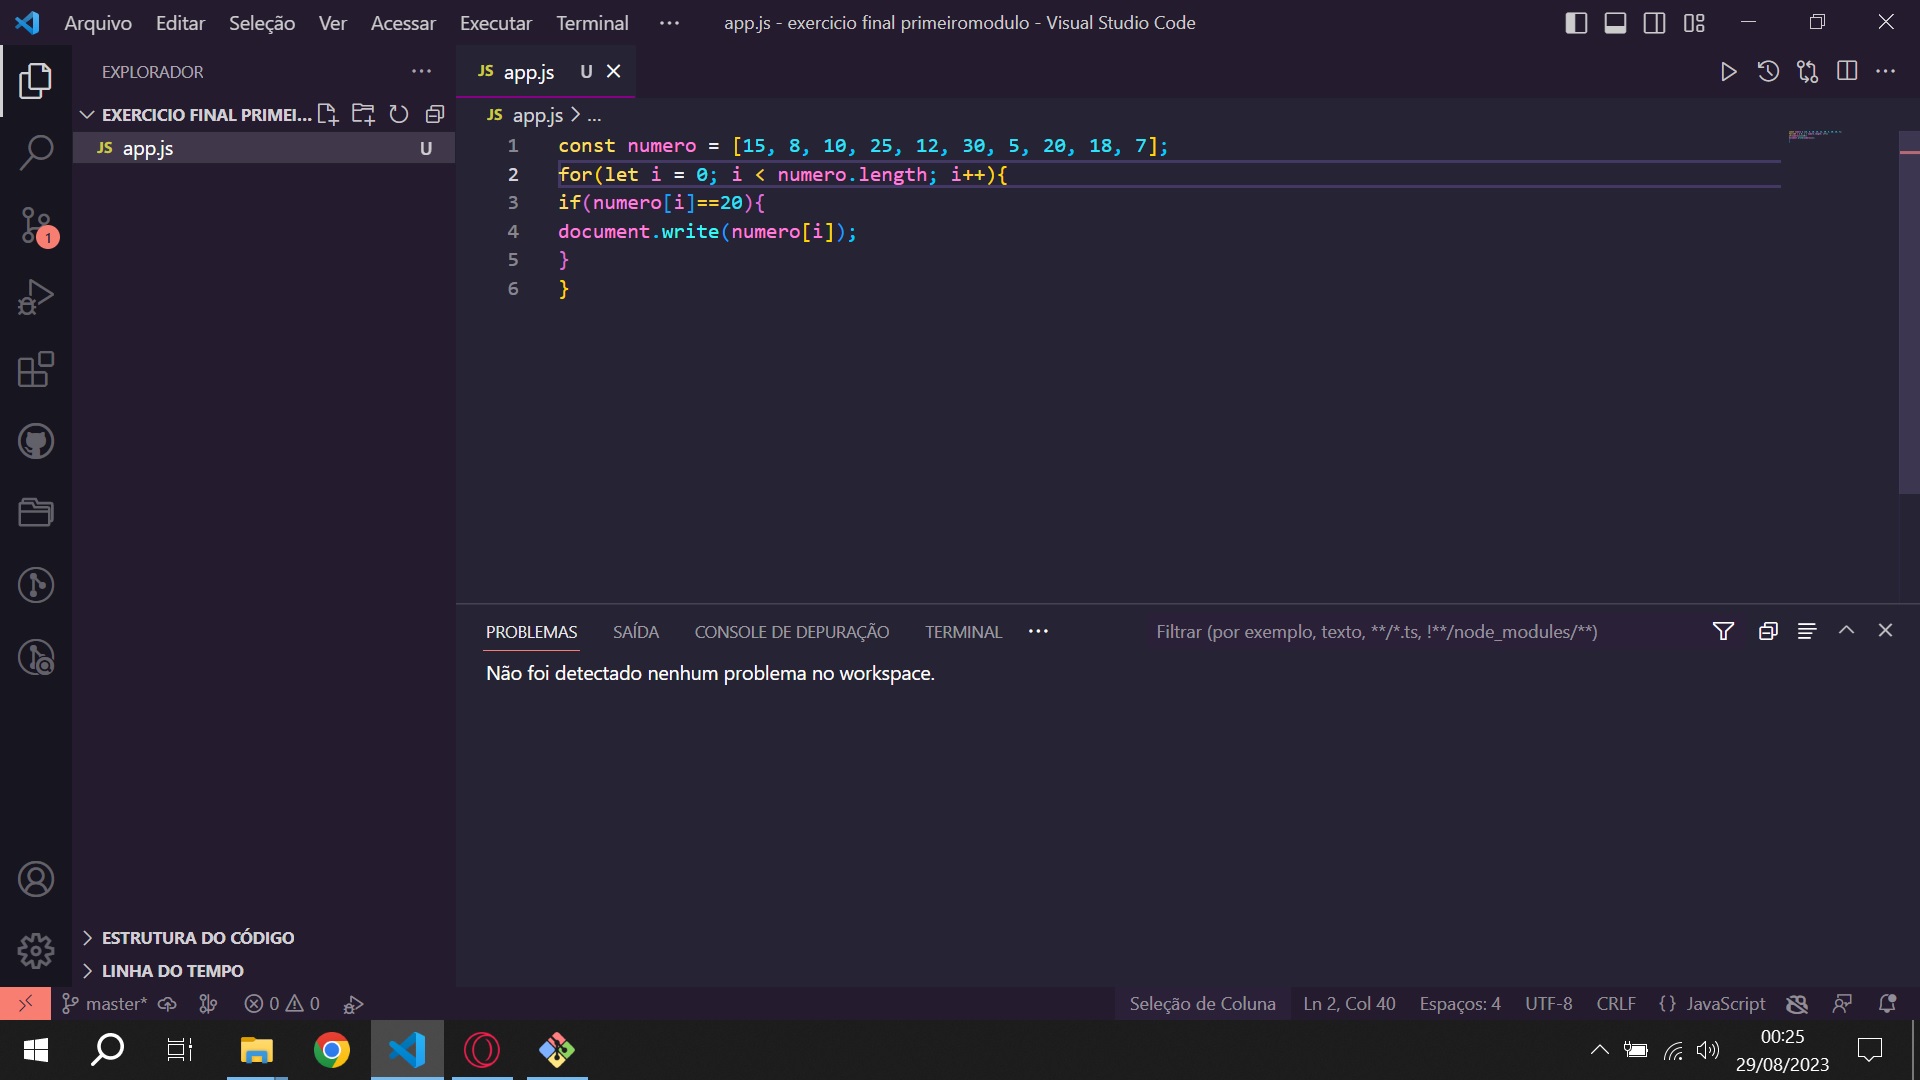 Arquivo Editar Seleção Ver Acessar Executar Terminal ··· app.js - exercicio final primeiromodulo - Visual Studio Code
EXPLORADOR ···
JS app.js U
EXERCICIO FINAL PRIMEI...
JS app.js U
JS app.js > ...
1 const numero = [15, 8, 10, 25, 12, 30, 5, 20, 18, 7];
2 for(let i = 0; i < numero.length; i++){
3 if(numero[i]==20){
4 document.write(numero[i]);
5 }
6 }
1
PROBLEMAS SAÍDA CONSOLE DE DEPURAÇÃO TERMINAL ··· Filtrar (por exemplo, texto, **/*.ts, !**/node_modules/**)
Não foi detectado nenhum problema no workspace.
ESTRUTURA DO CÓDIGO
LINHA DO TEMPO
master* 0 0 Seleção de Coluna Ln 2, Col 40 Espaços: 4 UTF-8 CRLF {} JavaScript
00:25
29/08/2023